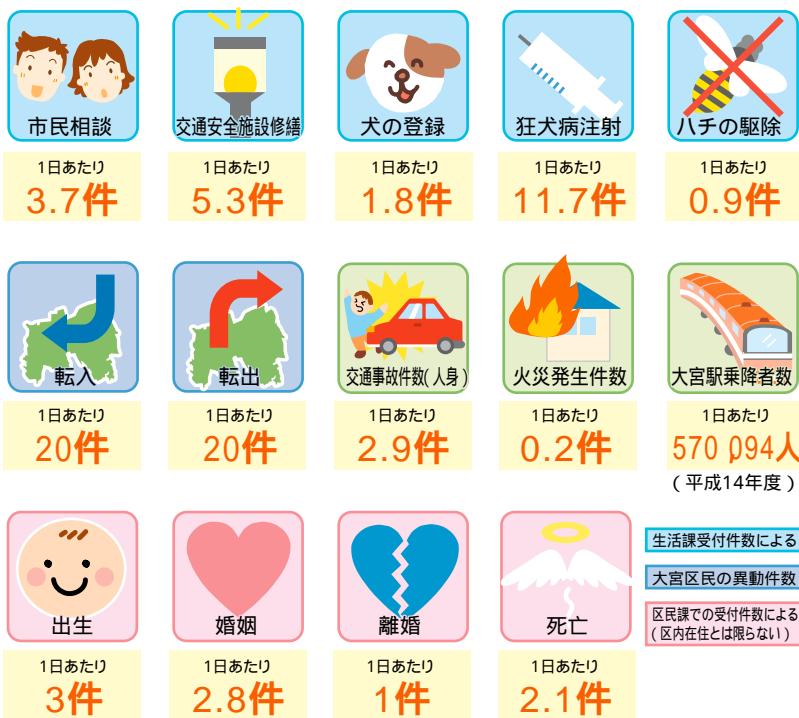 市民相談
1日あたり
3.7件
交通安全施設修繕
1日あたり
5.3件
犬の登録
1日あたり
1.8件
狂犬病注射
1日あたり
11.7件
ハチの駆除
1日あたり
0.9件
転入
1日あたり
20件
転出
1日あたり
20件
交通事故件数(人身)
1日あたり
2.9件
火災発生件数
1日あたり
0.2件
大宮駅乗降者数
1日あたり
570,094人
(平成14年度)
出生
1日あたり
3件
婚姻
1日あたり
2.8件
離婚
1日あたり
1件
死亡
1日あたり
2.1件
生活課受付件数による
大宮区民の異動件数
区民課での受付件数による
(区内在住とは限らない)